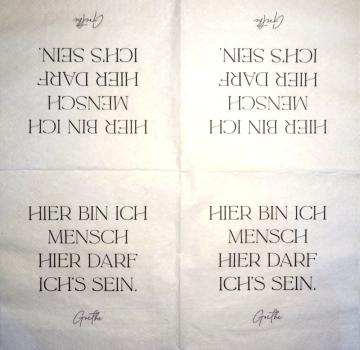 HIER BIN ICH
MENSCH
HIER DARF
ICH'S SEIN.
Goethe
HIER BIN ICH
MENSCH
HIER DARF
ICH'S SEIN.
Goethe
HIER BIN ICH
MENSCH
HIER DARF
ICH'S SEIN.
Goethe
HIER BIN ICH
MENSCH
HIER DARF
ICH'S SEIN.
Goethe